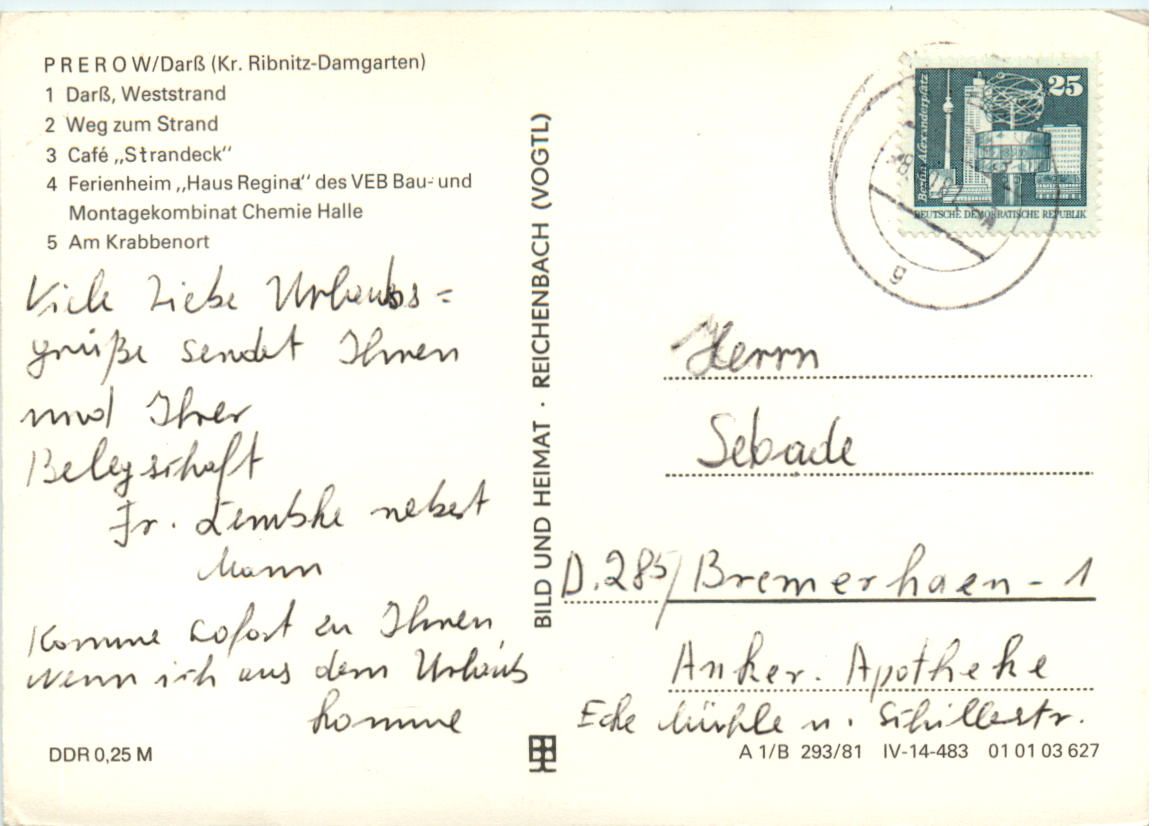 PREROW/Darß (Kr. Ribnitz-Damgarten)
1 Darß, Weststrand
2 Weg zum Strand
3 Café „Strandeck"
4 Ferienheim „Haus Regina" des VEB Bau- und
Montagekombinat Chemie Halle
5 Am Krabbenort
Viele liebe Urlaubs=
grüße sendet Ihnen
und Ihrer
Belegschaft
Fr. Lembke nebst
Mann
Komme sofort zu Ihnen,
wenn ich aus dem Urlaub
komme
DDR 0,25 M
BILD UND HEIMAT · REICHENBACH (VOGTL)
Berlin, Alexanderplatz
25
DEUTSCHE DEMOKRATISCHE REPUBLIK
g
Herrn
Sebade
D.285/Bremerhaen-1
Anker. Apotheke
Ecke Mühle u. Schillerstr.
A 1/B 293/81 IV-14-483 01 01 03 627